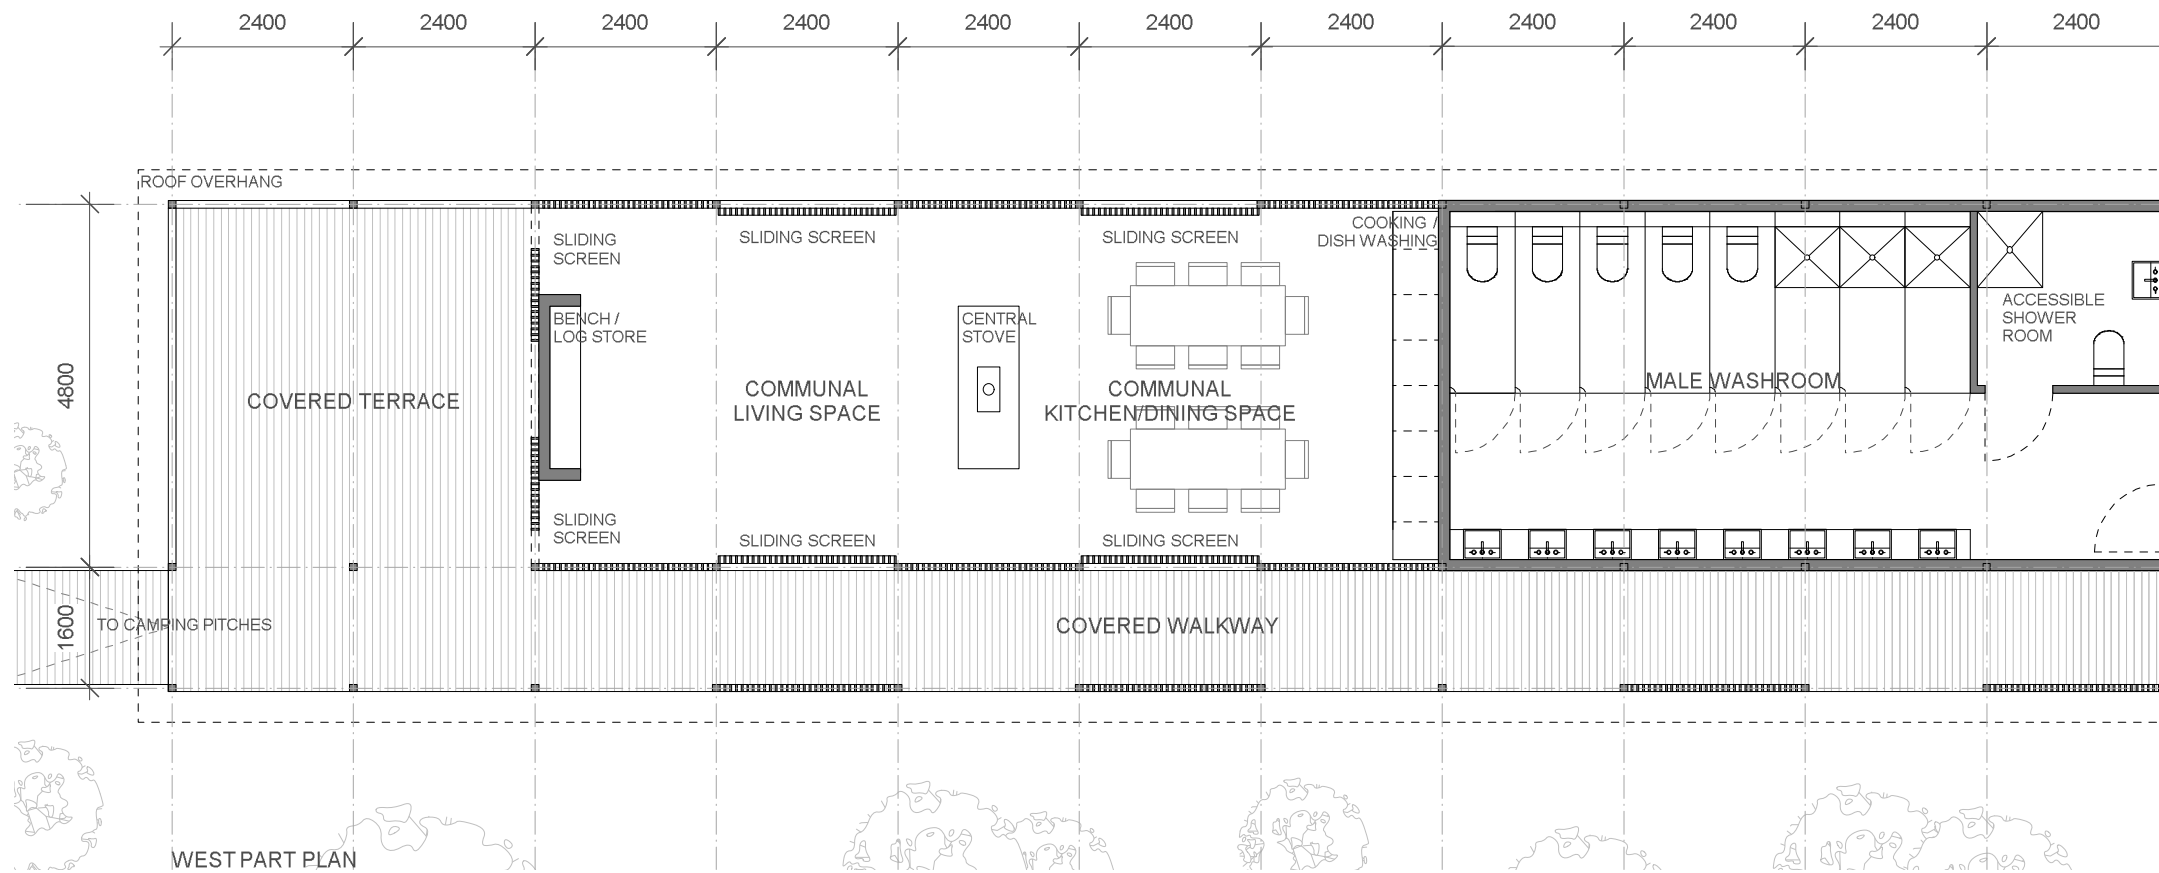 2400 2400 2400 2400 2400 2400 2400 2400 2400 2400 2400
ROOF OVERHANG
SLIDING
SCREEN
SLIDING SCREEN
SLIDING SCREEN
COOKING /
DISH WASHING
BENCH /
LOG STORE
CENTRAL
STOVE
ACCESSIBLE
SHOWER
ROOM
4800
COVERED TERRACE
COMMUNAL
LIVING SPACE
COMMUNAL
KITCHEN/DINING SPACE
MALE WASHROOM
SLIDING
SCREEN
SLIDING SCREEN
SLIDING SCREEN
1600
TO CAMPING PITCHES
COVERED WALKWAY
WEST PART PLAN